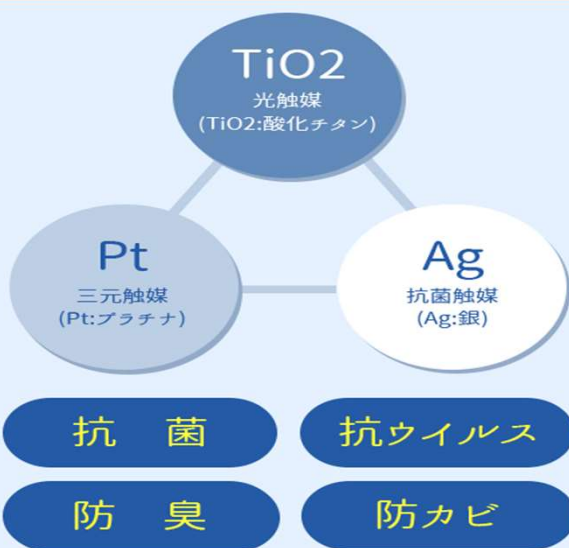 TiO2
光触媒
(TiO2:酸化チタン)
Pt
三元触媒
(Pt:プラチナ)
Ag
抗菌触媒
(Ag:銀)
抗　菌
抗ウイルス
防　臭
防カビ